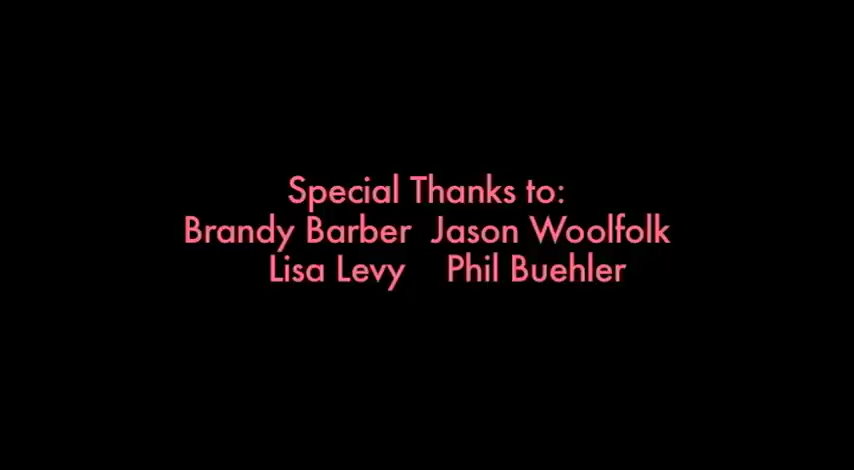 Special Thanks to:
Brandy Barber Jason Woolfolk
Lisa Levy Phil Buehler